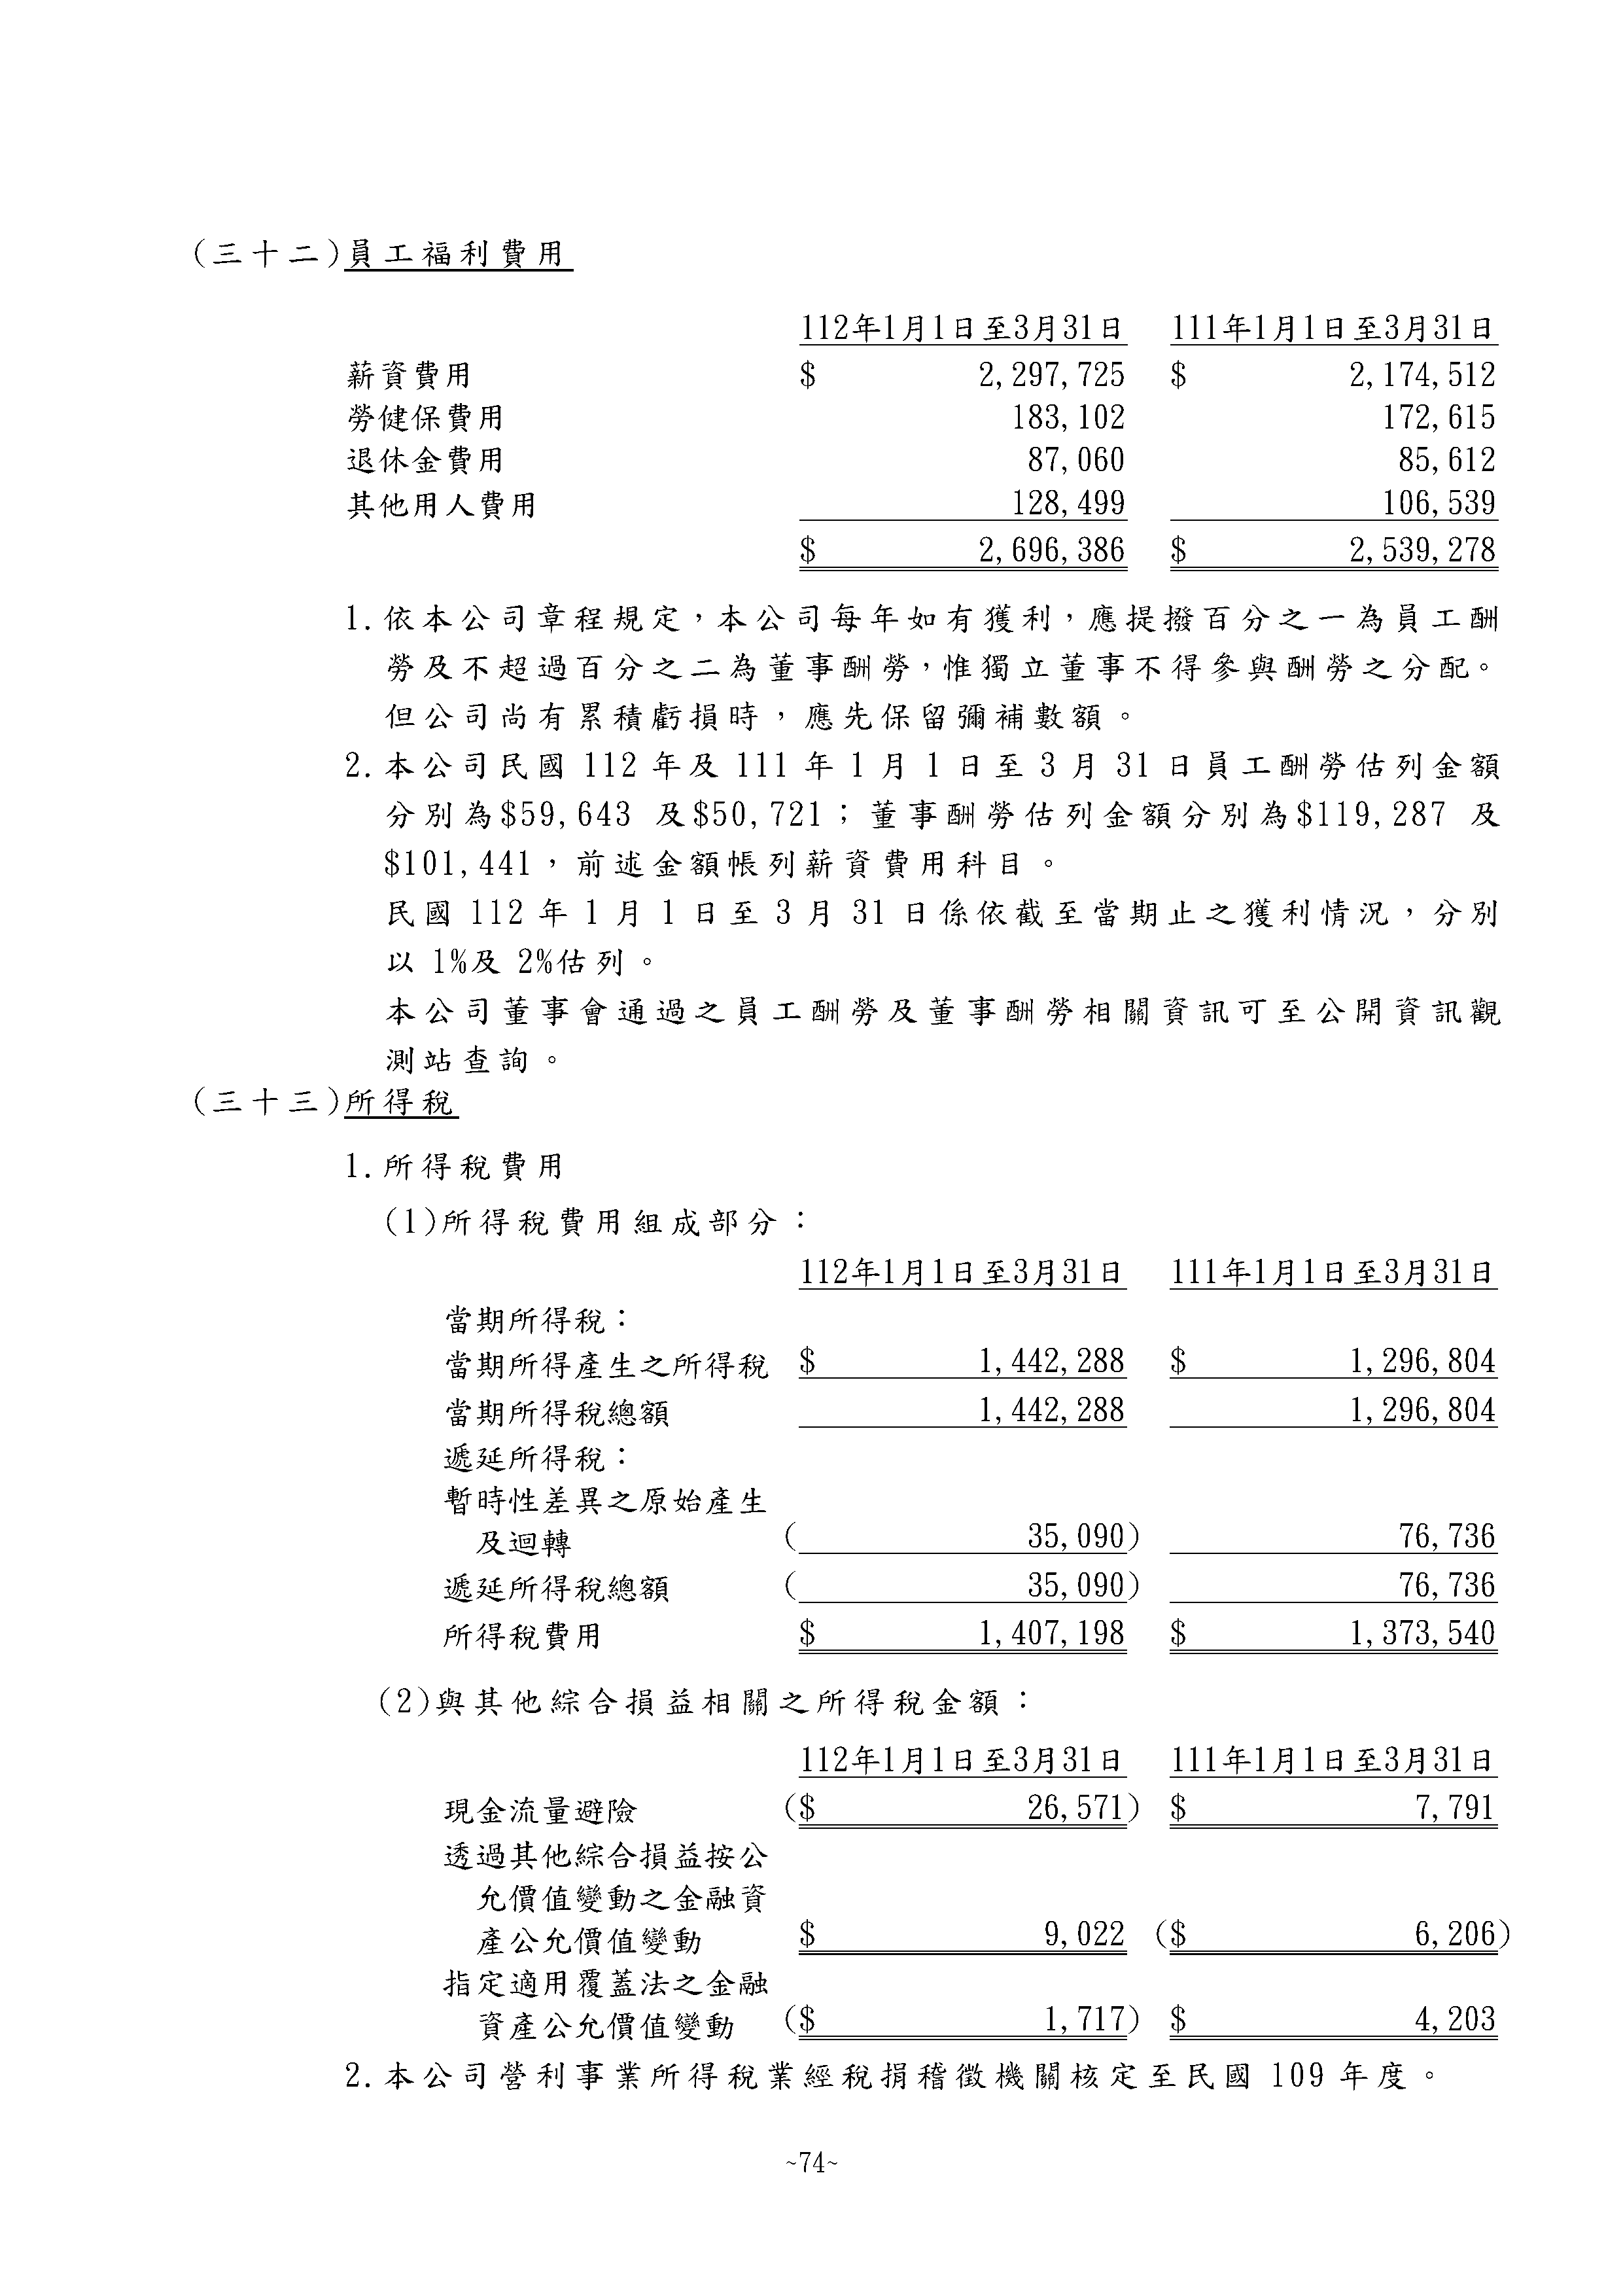 (三十二)員工福利費用
112年1月1日至3月31日 111年1月1日至3月31日
薪資費用 $ 2,297,725 $ 2,174,512
勞健保費用 183,102 172,615
退休金費用 87,060 85,612
其他用人費用 128,499 106,539
$ 2,696,386 $ 2,539,278
1.依本公司章程規定，本公司每年如有獲利，應提撥百分之一為員工酬
勞及不超過百分之二為董事酬勞，惟獨立董事不得參與酬勞之分配。
但公司尚有累積虧損時，應先保留彌補數額。
2.本公司民國 112 年及 111 年 1 月 1 日至 3 月 31 日員工酬勞估列金額
分別為$59,643 及$50,721；董事酬勞估列金額分別為$119,287 及
$101,441，前述金額帳列薪資費用科目。
民國 112 年 1 月 1 日至 3 月 31 日係依截至當期止之獲利情況，分別
以 1%及 2%估列。
本公司董事會通過之員工酬勞及董事酬勞相關資訊可至公開資訊觀
測站查詢。
(三十三)所得稅
1.所得稅費用
(1)所得稅費用組成部分：
112年1月1日至3月31日 111年1月1日至3月31日
當期所得稅：
當期所得產生之所得稅 $ 1,442,288 $ 1,296,804
當期所得稅總額 1,442,288 1,296,804
遞延所得稅：
暫時性差異之原始產生
及迴轉 ( 35,090) 76,736
遞延所得稅總額 ( 35,090) 76,736
所得稅費用 $ 1,407,198 $ 1,373,540
(2)與其他綜合損益相關之所得稅金額：
112年1月1日至3月31日 111年1月1日至3月31日
現金流量避險 ($ 26,571) $ 7,791
透過其他綜合損益按公
允價值變動之金融資
產公允價值變動 $ 9,022 ($ 6,206)
指定適用覆蓋法之金融
資產公允價值變動 ($ 1,717) $ 4,203
2.本公司營利事業所得稅業經稅捐稽徵機關核定至民國 109 年度。
~74~